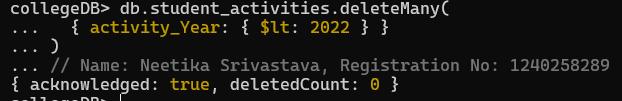 collegeDB> db.student_activities.deleteMany(
...   { activity_Year: { $lt: 2022 } }
... )
... // Name: Neetika Srivastava, Registration No: 1240258289
{ acknowledged: true, deletedCount: 0 }
collegeDB>